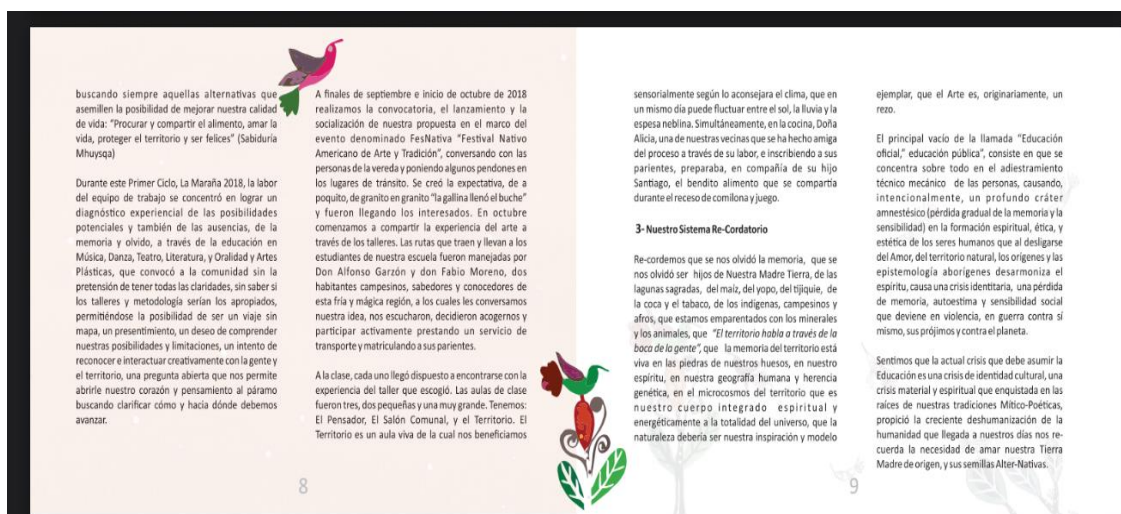 buscando siempre aquellas alternativas que
asemillen la posibilidad de mejorar nuestra calidad
de vida: “Procurar y compartir el alimento, amar la
vida, proteger el territorio y ser felices” (Sabiduría
Mhuysqa)
Durante este Primer Ciclo, La Maraña 2018, la labor
del equipo de trabajo se concentró en lograr un
diagnóstico experiencial de las posibilidades
potenciales y también de las ausencias, de la
memoria y olvido, a través de la educación en
Música, Danza, Teatro, Literatura, y Oralidad y Artes
Plásticas, que convocó a la comunidad sin la
pretensión de tener todas las claridades, sin saber si
los talleres y metodología serían los apropiados,
permitiéndose la posibilidad de ser un viaje sin
mapa, un presentimiento, un deseo de comprender
nuestras posibilidades y limitaciones, un intento de
reconocer e interactuar creativamente con la gente y
el territorio, una pregunta abierta que nos permite
abrirle nuestro corazón y pensamiento al páramo
buscando clarificar cómo y hacia dónde debemos
avanzar.
A finales de septiembre e inicio de octubre de 2018
realizamos la convocatoria, el lanzamiento y la
socialización de nuestra propuesta en el marco del
evento denominado FesNativa “Festival Nativo
Americano de Arte y Tradición”, conversando con las
personas de la vereda y poniendo algunos pendones en
los lugares de tránsito. Se creó la expectativa, de a
poquito, de granito en granito “la gallina llenó el buche”
y fueron llegando los interesados. En octubre
comenzamos a compartir la experiencia del arte a
través de los talleres. Las rutas que traen y llevan a los
estudiantes de nuestra escuela fueron manejadas por
Don Alfonso Garzón y don Fabio Moreno, dos
habitantes campesinos, sabedores y conocedores de
esta fría y mágica región, a los cuales les conversamos
nuestra idea, nos escucharon, decidieron acogernos y
participar activamente prestando un servicio de
transporte y matriculando a sus parientes.
A la clase, cada uno llegó dispuesto a encontrarse con la
experiencia del taller que escogió. Las aulas de clase
fueron tres, dos pequeñas y una muy grande. Tenemos:
El Pensador, El Salón Comunal, y el Territorio. El
Territorio es un aula viva de la cual nos beneficiamos
8
sensorialmente según lo aconsejara el clima, que en
un mismo día puede fluctuar entre el sol, la lluvia y la
espesa neblina. Simultáneamente, en la cocina, Doña
Alicia, una de nuestras vecinas que se ha hecho amiga
del proceso a través de su labor, e inscribiendo a sus
parientes, preparaba, en compañía de su hijo
Santiago, el bendito alimento que se compartía
durante el receso de comilona y juego.
3- Nuestro Sistema Re-Cordatorio
Re-cordemos que se nos olvidó la memoria, que se
nos olvidó ser hijos de Nuestra Madre Tierra, de las
lagunas sagradas, del maíz, del yopo, del tijiquie, de
la coca y el tabaco, de los indígenas, campesinos y
afros, que estamos emparentados con los minerales
y los animales, que “El territorio habla a través de la
boca de la gente”, que la memoria del territorio está
viva en las piedras de nuestros huesos, en nuestro
espíritu, en nuestra geografía humana y herencia
genética, en el microcosmos del territorio que es
nuestro cuerpo integrado espiritual y
energéticamente a la totalidad del universo, que la
naturaleza debería ser nuestra inspiración y modelo
ejemplar, que el Arte es, originariamente, un
rezo.
El principal vacío de la llamada “Educación
oficial,” educación pública”, consiste en que se
concentra sobre todo en el adiestramiento
técnico mecánico de las personas, causando,
intencionalmente, un profundo cráter
amnestésico (pérdida gradual de la memoria y la
sensibilidad) en la formación espiritual, ética, y
estética de los seres humanos que al desligarse
del Amor, del territorio natural, los orígenes y las
epistemología aborígenes desarmoniza el
espíritu, causa una crisis identitaria, una pérdida
de memoria, autoestima y sensibilidad social
que deviene en violencia, en guerra contra sí
mismo, sus prójimos y contra el planeta.
Sentimos que la actual crisis que debe asumir la
Educación es una crisis de identidad cultural, una
crisis material y espiritual que enquistada en las
raíces de nuestras tradiciones Mítico-Poéticas,
propició la creciente deshumanización de la
humanidad que llegada a nuestros días nos re-
cuerda la necesidad de amar nuestra Tierra
Madre de origen, y sus semillas Alter-Nativas.
9